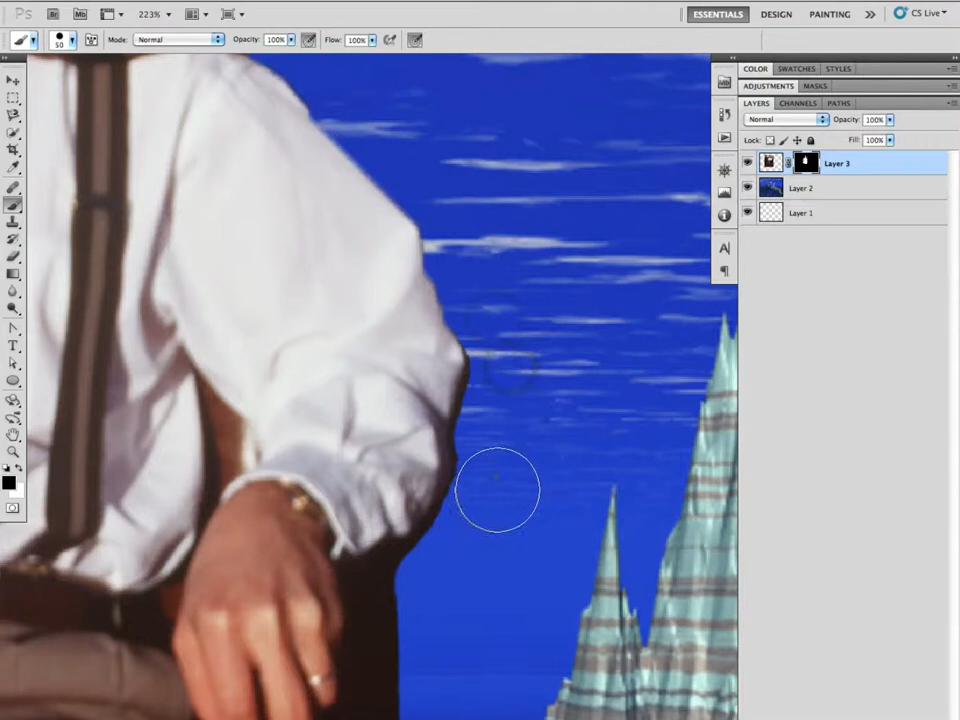 Ps Br Mb 223% ESSENTIALS DESIGN PAINTING CS Live
50 Mode: Normal Opacity: 100% Flow: 100%
COLOR SWATCHES STYLES
ADJUSTMENTS MASKS
LAYERS CHANNELS PATHS
Normal Opacity: 100%
Lock: Fill: 100%
Layer 3
Layer 2
Layer 1